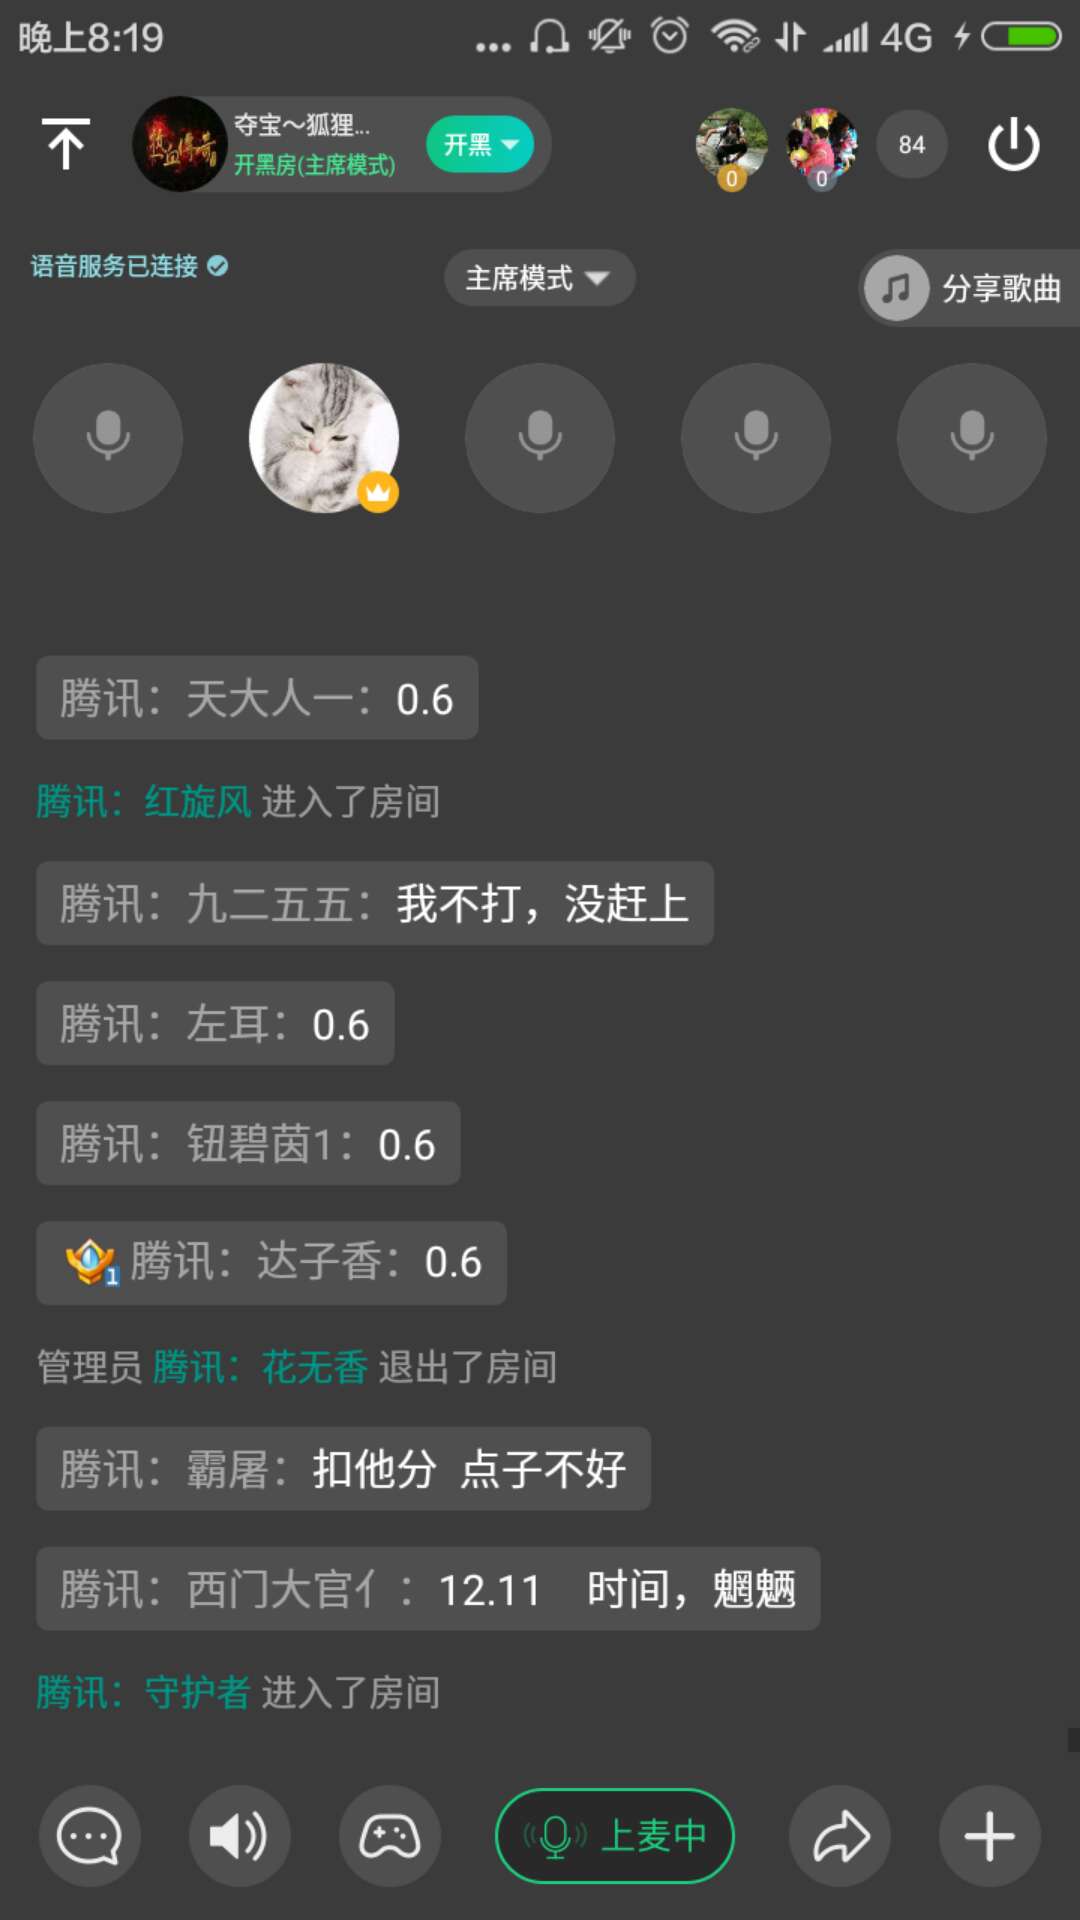 晚上8:19
4G
热血传奇
夺宝～狐狸...
开黑房(主席模式)
开黑
0
0
84
语音服务已连接
主席模式
分享歌曲
腾讯：天大人一：0.6
腾讯：红旋风 进入了房间
腾讯：九二五五：我不打，没赶上
腾讯：左耳：0.6
腾讯：钮碧茵1：0.6
1 腾讯：达子香：0.6
管理员 腾讯：花无香 退出了房间
腾讯：霸屠：扣他分 点子不好
腾讯：西门大官亻：12.11 时间，魍魉
腾讯：守护者 进入了房间
上麦中